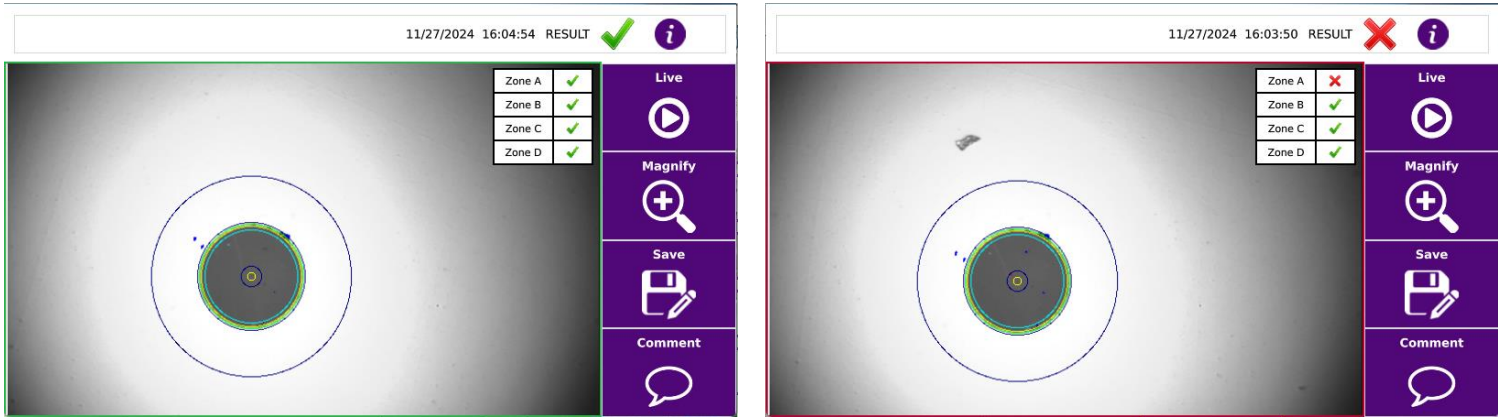 11/27/2024 16:04:54 RESULT
Zone A
Zone B
Zone C
Zone D
Live
Magnify
Save
Comment
11/27/2024 16:03:50 RESULT
Zone A
Zone B
Zone C
Zone D
Live
Magnify
Save
Comment